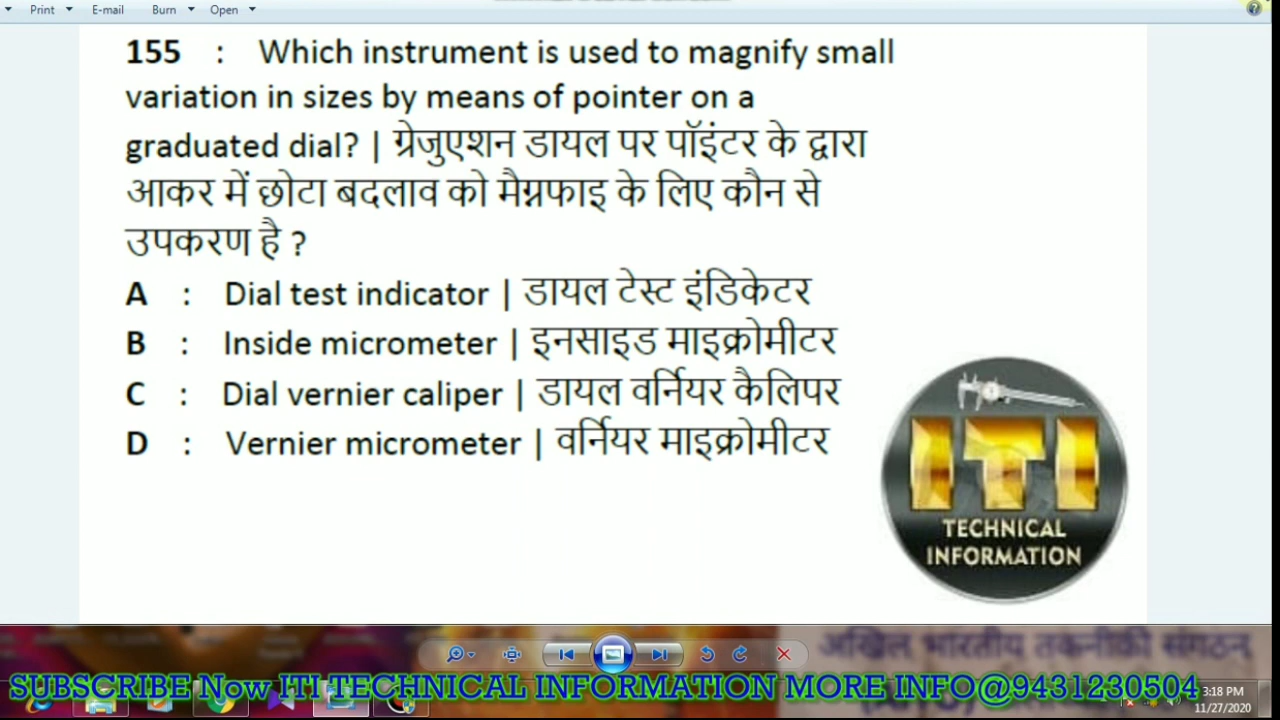 Print E-mail Burn Open
155 : Which instrument is used to magnify small
variation in sizes by means of pointer on a
graduated dial? | ग्रेजुएशन डायल पर पॉइंटर के द्वारा
आकर में छोटा बदलाव को मैग्नफाइ के लिए कौन से
उपकरण है ?
A : Dial test indicator | डायल टेस्ट इंडिकेटर
B : Inside micrometer | इनसाइड माइक्रोमीटर
C : Dial vernier caliper | डायल वर्नियर कैलिपर
D : Vernier micrometer | वर्नियर माइक्रोमीटर
ITI
TECHNICAL
INFORMATION
अखिल भारतीय तकनीकी संगठन
SUBSCRIBE Now ITI TECHNICAL INFORMATION MORE INFO@9431230504
3:18 PM
11/27/2020